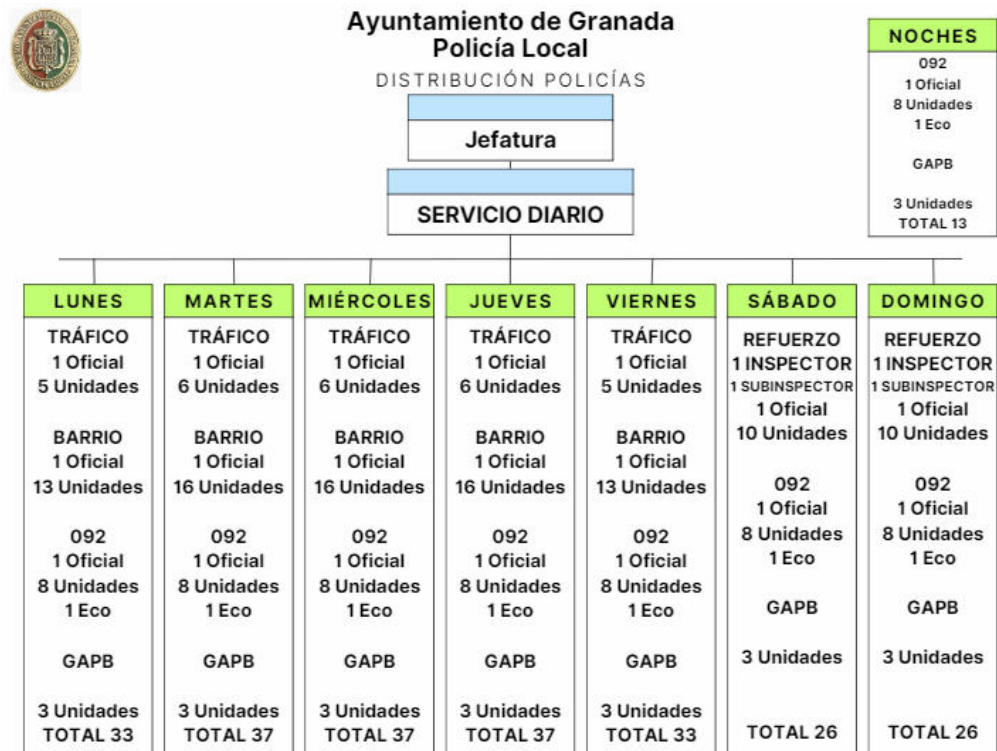 Ayuntamiento de Granada
Policía Local
DISTRIBUCIÓN POLICÍAS
Jefatura
SERVICIO DIARIO
NOCHES
092
1 Oficial
8 Unidades
1 Eco
GAPB
3 Unidades
TOTAL 13
LUNES
TRÁFICO
1 Oficial
5 Unidades
BARRIO
1 Oficial
13 Unidades
092
1 Oficial
8 Unidades
1 Eco
GAPB
3 Unidades
TOTAL 33
MARTES
TRÁFICO
1 Oficial
6 Unidades
BARRIO
1 Oficial
16 Unidades
092
1 Oficial
8 Unidades
1 Eco
GAPB
3 Unidades
TOTAL 37
MIÉRCOLES
TRÁFICO
1 Oficial
6 Unidades
BARRIO
1 Oficial
16 Unidades
092
1 Oficial
8 Unidades
1 Eco
GAPB
3 Unidades
TOTAL 37
JUEVES
TRÁFICO
1 Oficial
6 Unidades
BARRIO
1 Oficial
16 Unidades
092
1 Oficial
8 Unidades
1 Eco
GAPB
3 Unidades
TOTAL 37
VIERNES
TRÁFICO
1 Oficial
5 Unidades
BARRIO
1 Oficial
13 Unidades
092
1 Oficial
8 Unidades
1 Eco
GAPB
3 Unidades
TOTAL 33
SÁBADO
REFUERZO
1 INSPECTOR
1 SUBINSPECTOR
1 Oficial
10 Unidades
092
1 Oficial
8 Unidades
1 Eco
GAPB
3 Unidades
TOTAL 26
DOMINGO
REFUERZO
1 INSPECTOR
1 SUBINSPECTOR
1 Oficial
10 Unidades
092
1 Oficial
8 Unidades
1 Eco
GAPB
3 Unidades
TOTAL 26